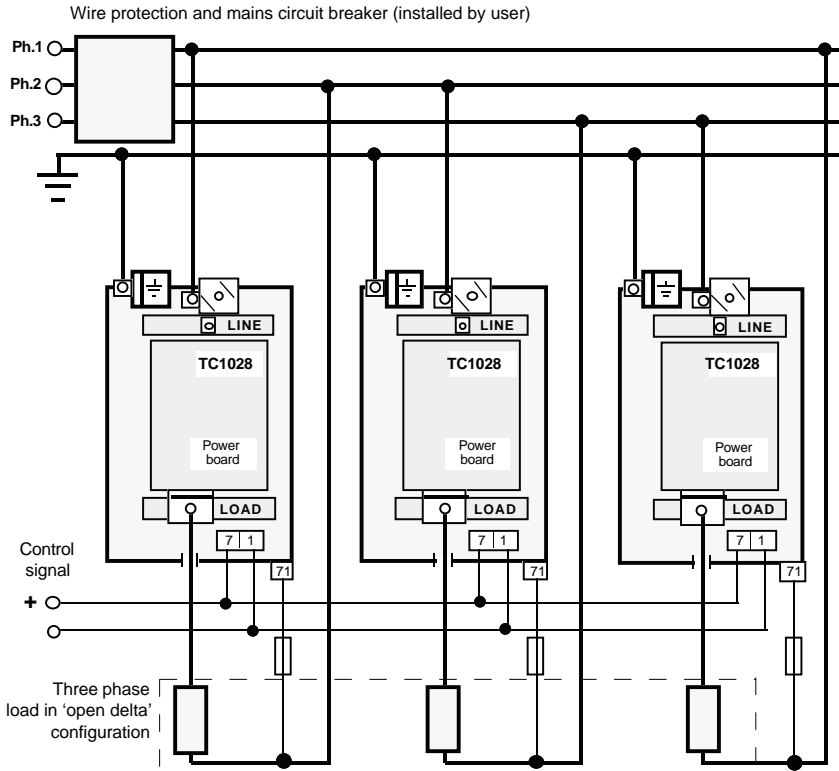 Wire protection and mains circuit breaker (installed by user)
Ph.1
Ph.2
Ph.3
LINE
LINE
LINE
TC1028
TC1028
TC1028
Power
board
Power
board
Power
board
LOAD
LOAD
LOAD
7 1
7 1
7 1
Control
signal
71
71
71
+
Three phase
load in ‘open delta’
configuration